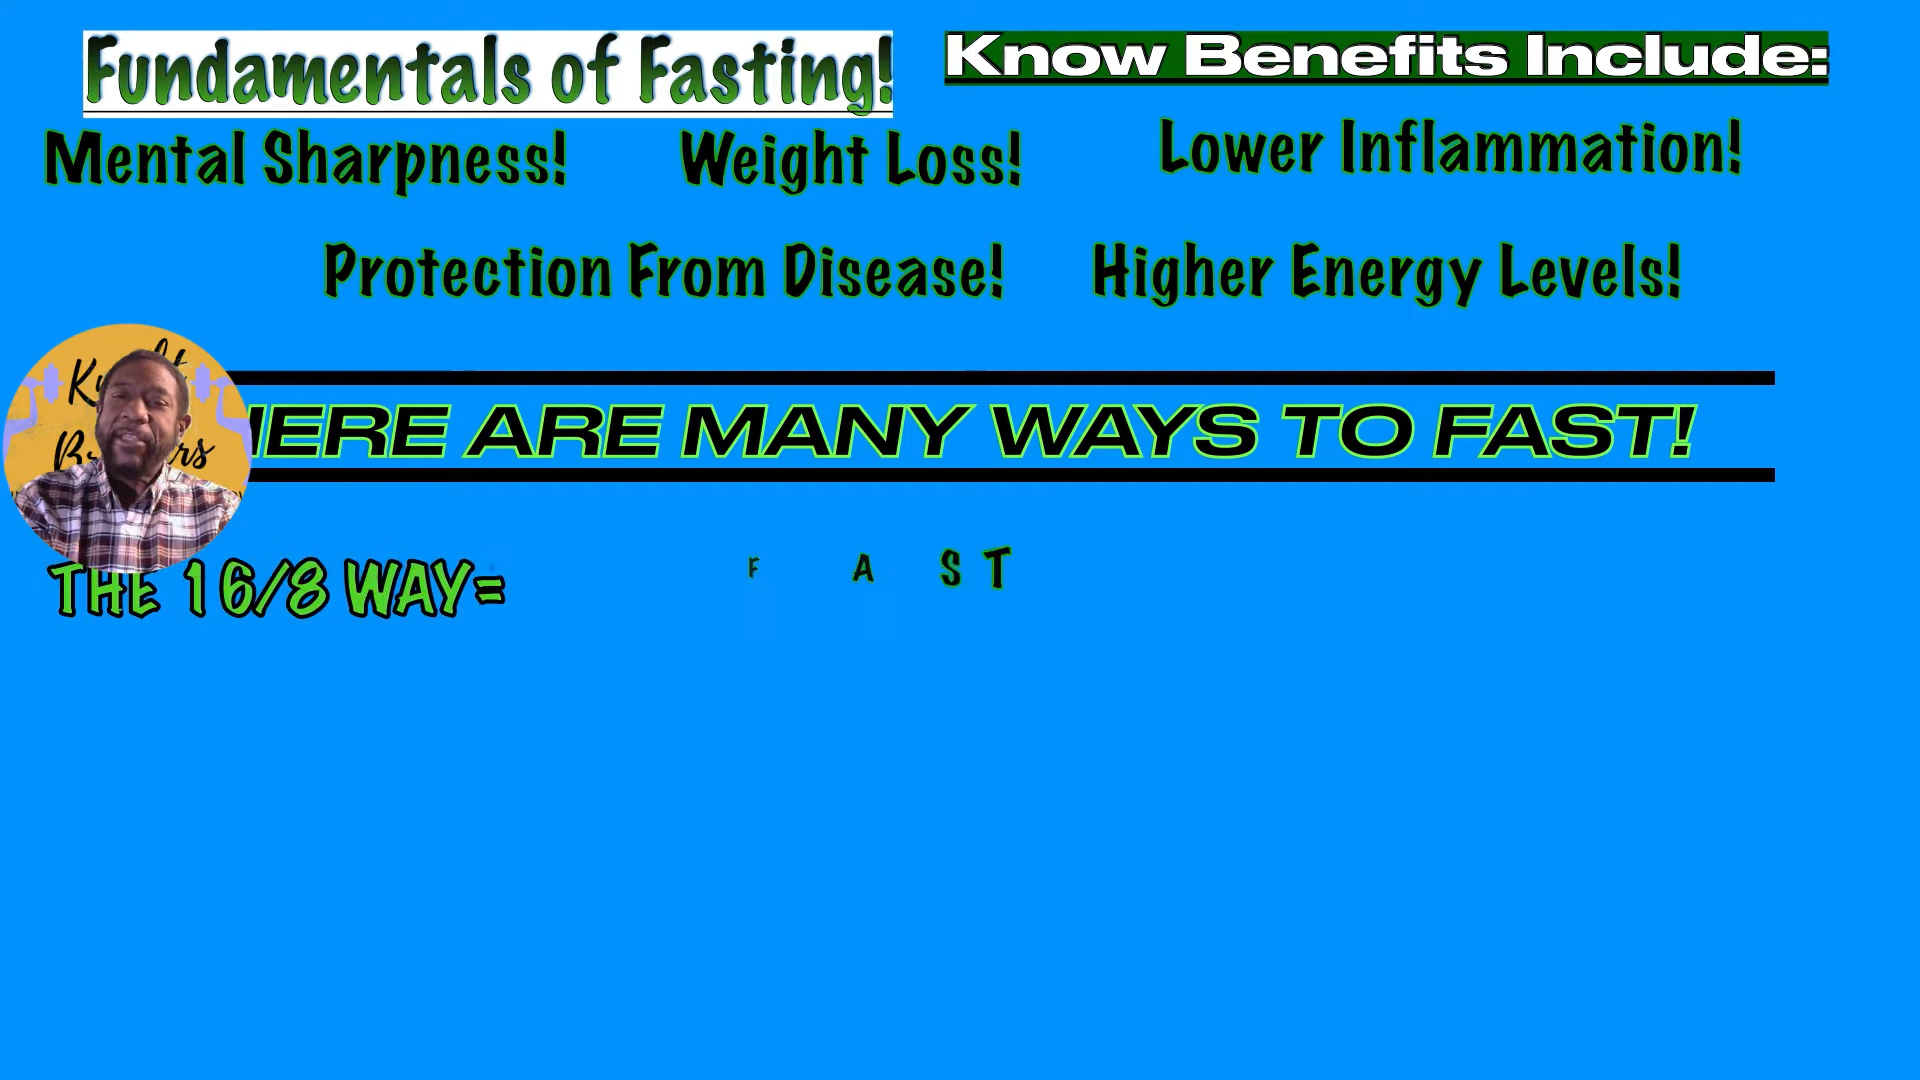 Fundamentals of Fasting!
Know Benefits Include:
Mental Sharpness!
Weight Loss!
Lower Inflammation!
Protection From Disease!
Higher Energy Levels!
HERE ARE MANY WAYS TO FAST!
THE 16/8 WAY=
F A S T